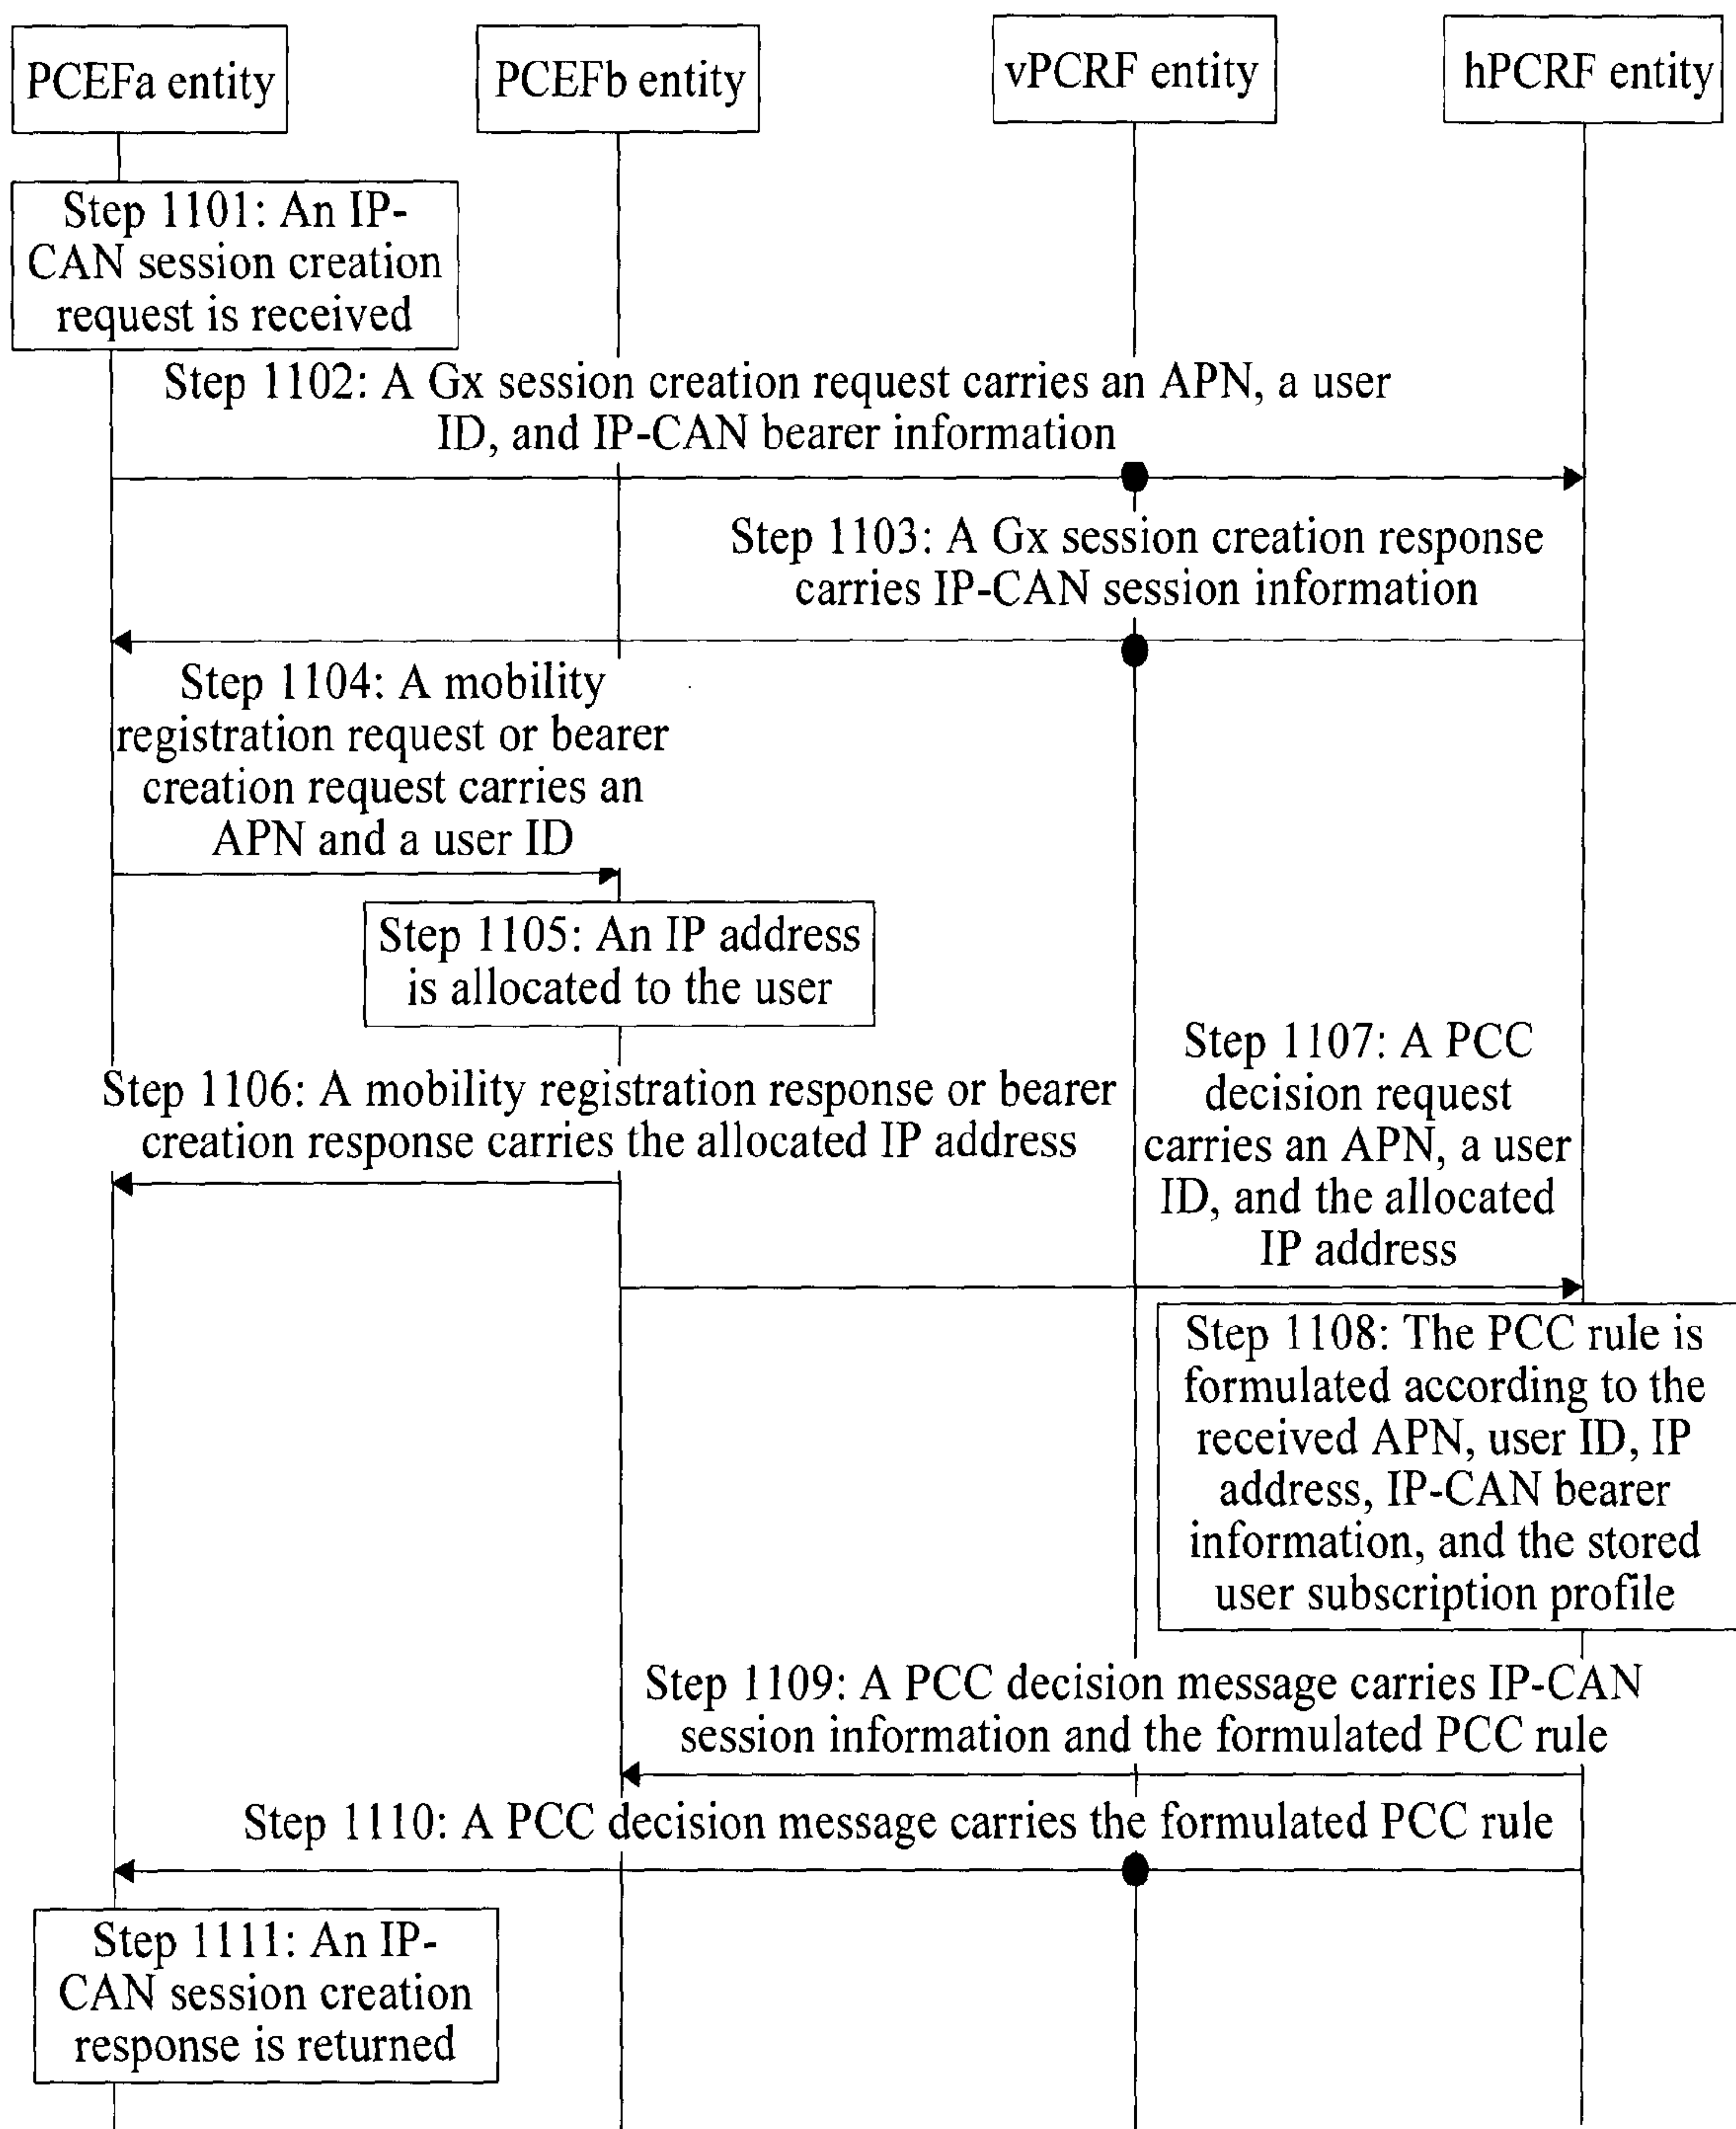 PCEFa entity
PCEFb entity
vPCRF entity
hPCRF entity
Step 1101: An IP-
CAN session creation
request is received
Step 1102: A Gx session creation request carries an APN, a user
ID, and IP-CAN bearer information
Step 1103: A Gx session creation response
carries IP-CAN session information
Step 1104: A mobility
registration request or bearer
creation request carries an
APN and a user ID
Step 1105: An IP address
is allocated to the user
Step 1106: A mobility registration response or bearer
creation response carries the allocated IP address
Step 1107: A PCC
decision request
carries an APN, a user
ID, and the allocated
IP address
Step 1108: The PCC rule is
formulated according to the
received APN, user ID, IP
address, IP-CAN bearer
information, and the stored
user subscription profile
Step 1109: A PCC decision message carries IP-CAN
session information and the formulated PCC rule
Step 1110: A PCC decision message carries the formulated PCC rule
Step 1111: An IP-
CAN session creation
response is returned